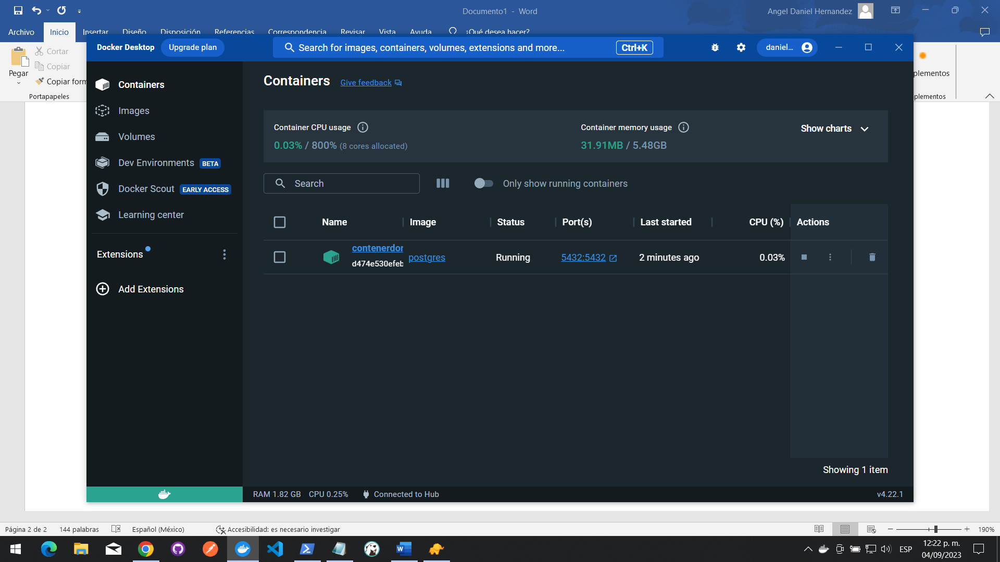 Documento1 - Word
Angel Daniel Hernandez
Archivo Inicio Insertar Diseño Disposición Referencias Correspondencia Revisar Vista Ayuda ¿Qué desea hacer?
Pegar
Cortar
Copiar
Copiar form
Portapapeles
plementos
plementos
Docker Desktop
Upgrade plan
Search for images, containers, volumes, extensions and more...
Ctrl+K
daniel...
Containers
Images
Volumes
Dev Environments BETA
Docker Scout EARLY ACCESS
Learning center
Extensions
Add Extensions
Containers Give feedback
Container CPU usage
0.03% / 800% (8 cores allocated)
Container memory usage
31.91MB / 5.48GB
Show charts
Search
Only show running containers
Name Image Status Port(s) Last started CPU (%) Actions
contenerdor
d474e530efeb
postgres Running 5432:5432 2 minutes ago 0.03%
Showing 1 item
RAM 1.82 GB CPU 0.25% Connected to Hub v4.22.1
Página 2 de 2 144 palabras Español (México) Accesibilidad: es necesario investigar 190%
ESP
12:22 p. m.
04/09/2023